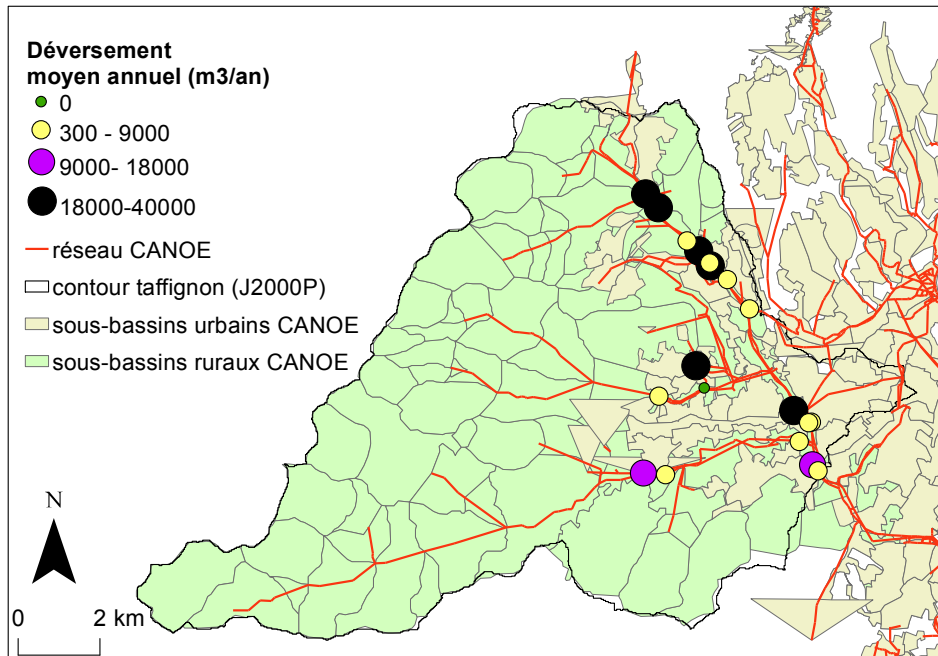 Déversement
moyen annuel (m3/an)
0
300 - 9000
9000- 18000
18000-40000
réseau CANOE
contour taffignon (J2000P)
sous-bassins urbains CANOE
sous-bassins ruraux CANOE
N
0 2 km